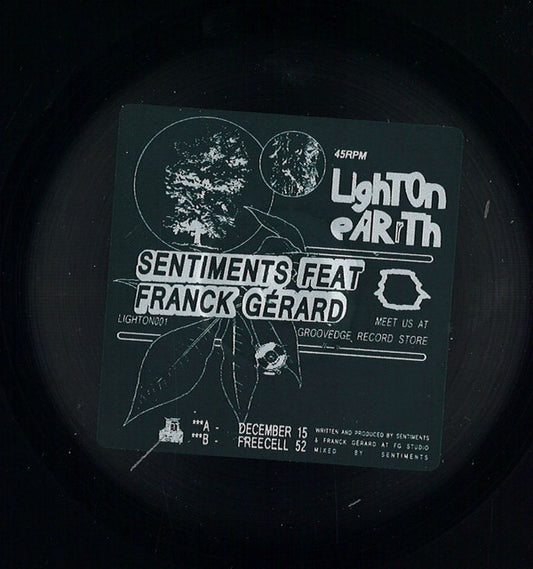 45RPM
LighTOn
eARrTh
SENTIMENTS FEAT
FRANCK GÉRARD
LIGHTON001
MEET US AT
GROOVEDGE RECORD STORE
***A - DECEMBER 15
***B - FREECELL 52
WRITTEN AND PRODUCED BY SENTIMENTS
& FRANCK GÉRARD AT FG STUDIO
MIXED BY SENTIMENTS